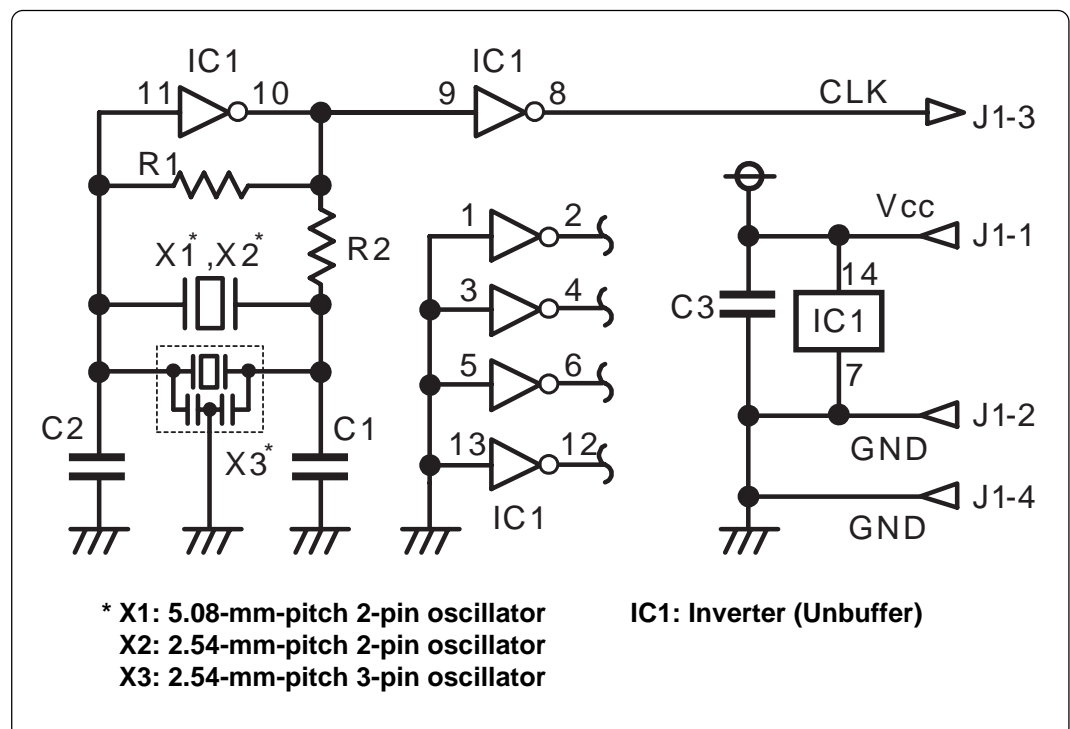 IC1
IC1
11 10
9 8
CLK
J1-3
R1
Vcc
1 2
R2
J1-1
X1*,X2*
14
3 4
C3
IC1
5 6
7
C2
C1
J1-2
X3*
13 12
GND
IC1
J1-4
GND
* X1: 5.08-mm-pitch 2-pin oscillator
IC1: Inverter (Unbuffer)
X2: 2.54-mm-pitch 2-pin oscillator
X3: 2.54-mm-pitch 3-pin oscillator